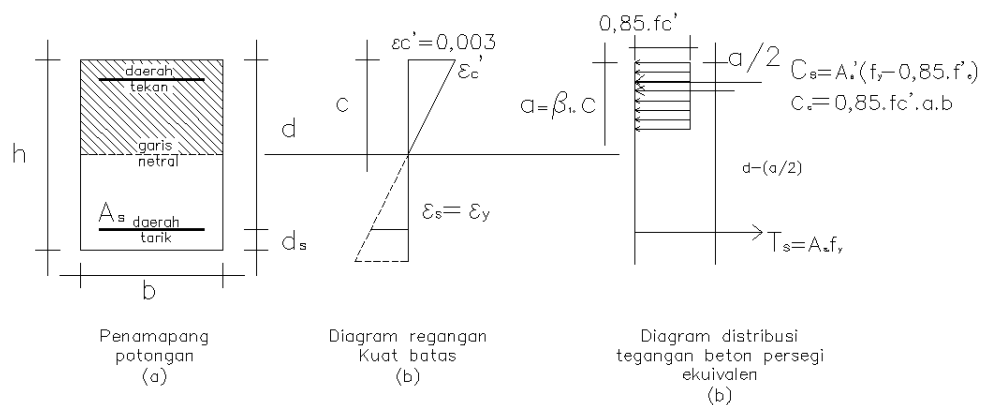 h
daerah
tekan
garis
netral
As
daerah
tarik
b
d
ds
Penamapang
potongan
(a)
εc'=0,003
εc'
c
εs= εy
Diagram regangan
Kuat batas
(b)
0,85.fc'
a/2
a=β1.c
Cs=As'(fy-0,85.f'c)
Cc=0,85.fc'.a.b
d-(a/2)
Ts=As.fy
Diagram distribusi
tegangan beton persegi
ekuivalen
(b)